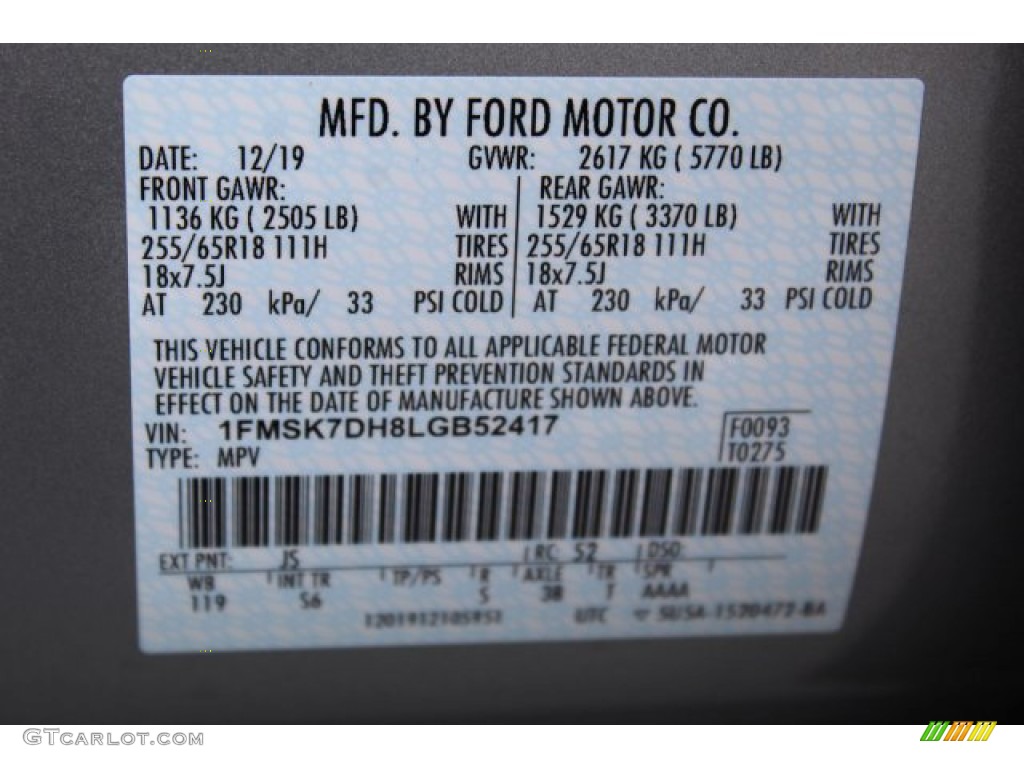 MFD. BY FORD MOTOR CO.
DATE: 12/19 GVWR: 2617 KG ( 5770 LB)
FRONT GAWR: REAR GAWR:
1136 KG ( 2505 LB) WITH 1529 KG ( 3370 LB) WITH
255/65R18 111H TIRES 255/65R18 111H TIRES
18x7.5J RIMS 18x7.5J RIMS
AT 230 kPa/ 33 PSI COLD AT 230 kPa/ 33 PSI COLD
THIS VEHICLE CONFORMS TO ALL APPLICABLE FEDERAL MOTOR
VEHICLE SAFETY AND THEFT PREVENTION STANDARDS IN
EFFECT ON THE DATE OF MANUFACTURE SHOWN ABOVE.
VIN: 1FMSK7DH8LGB52417 F0093
TYPE: MPV T0275
EXT PNT: JS RC: 52 DSO:
WB INT TR TP/PS R AXLE TR SPR
119 S6 S 3B T AAAA
UTC
GTCARLOT.COM